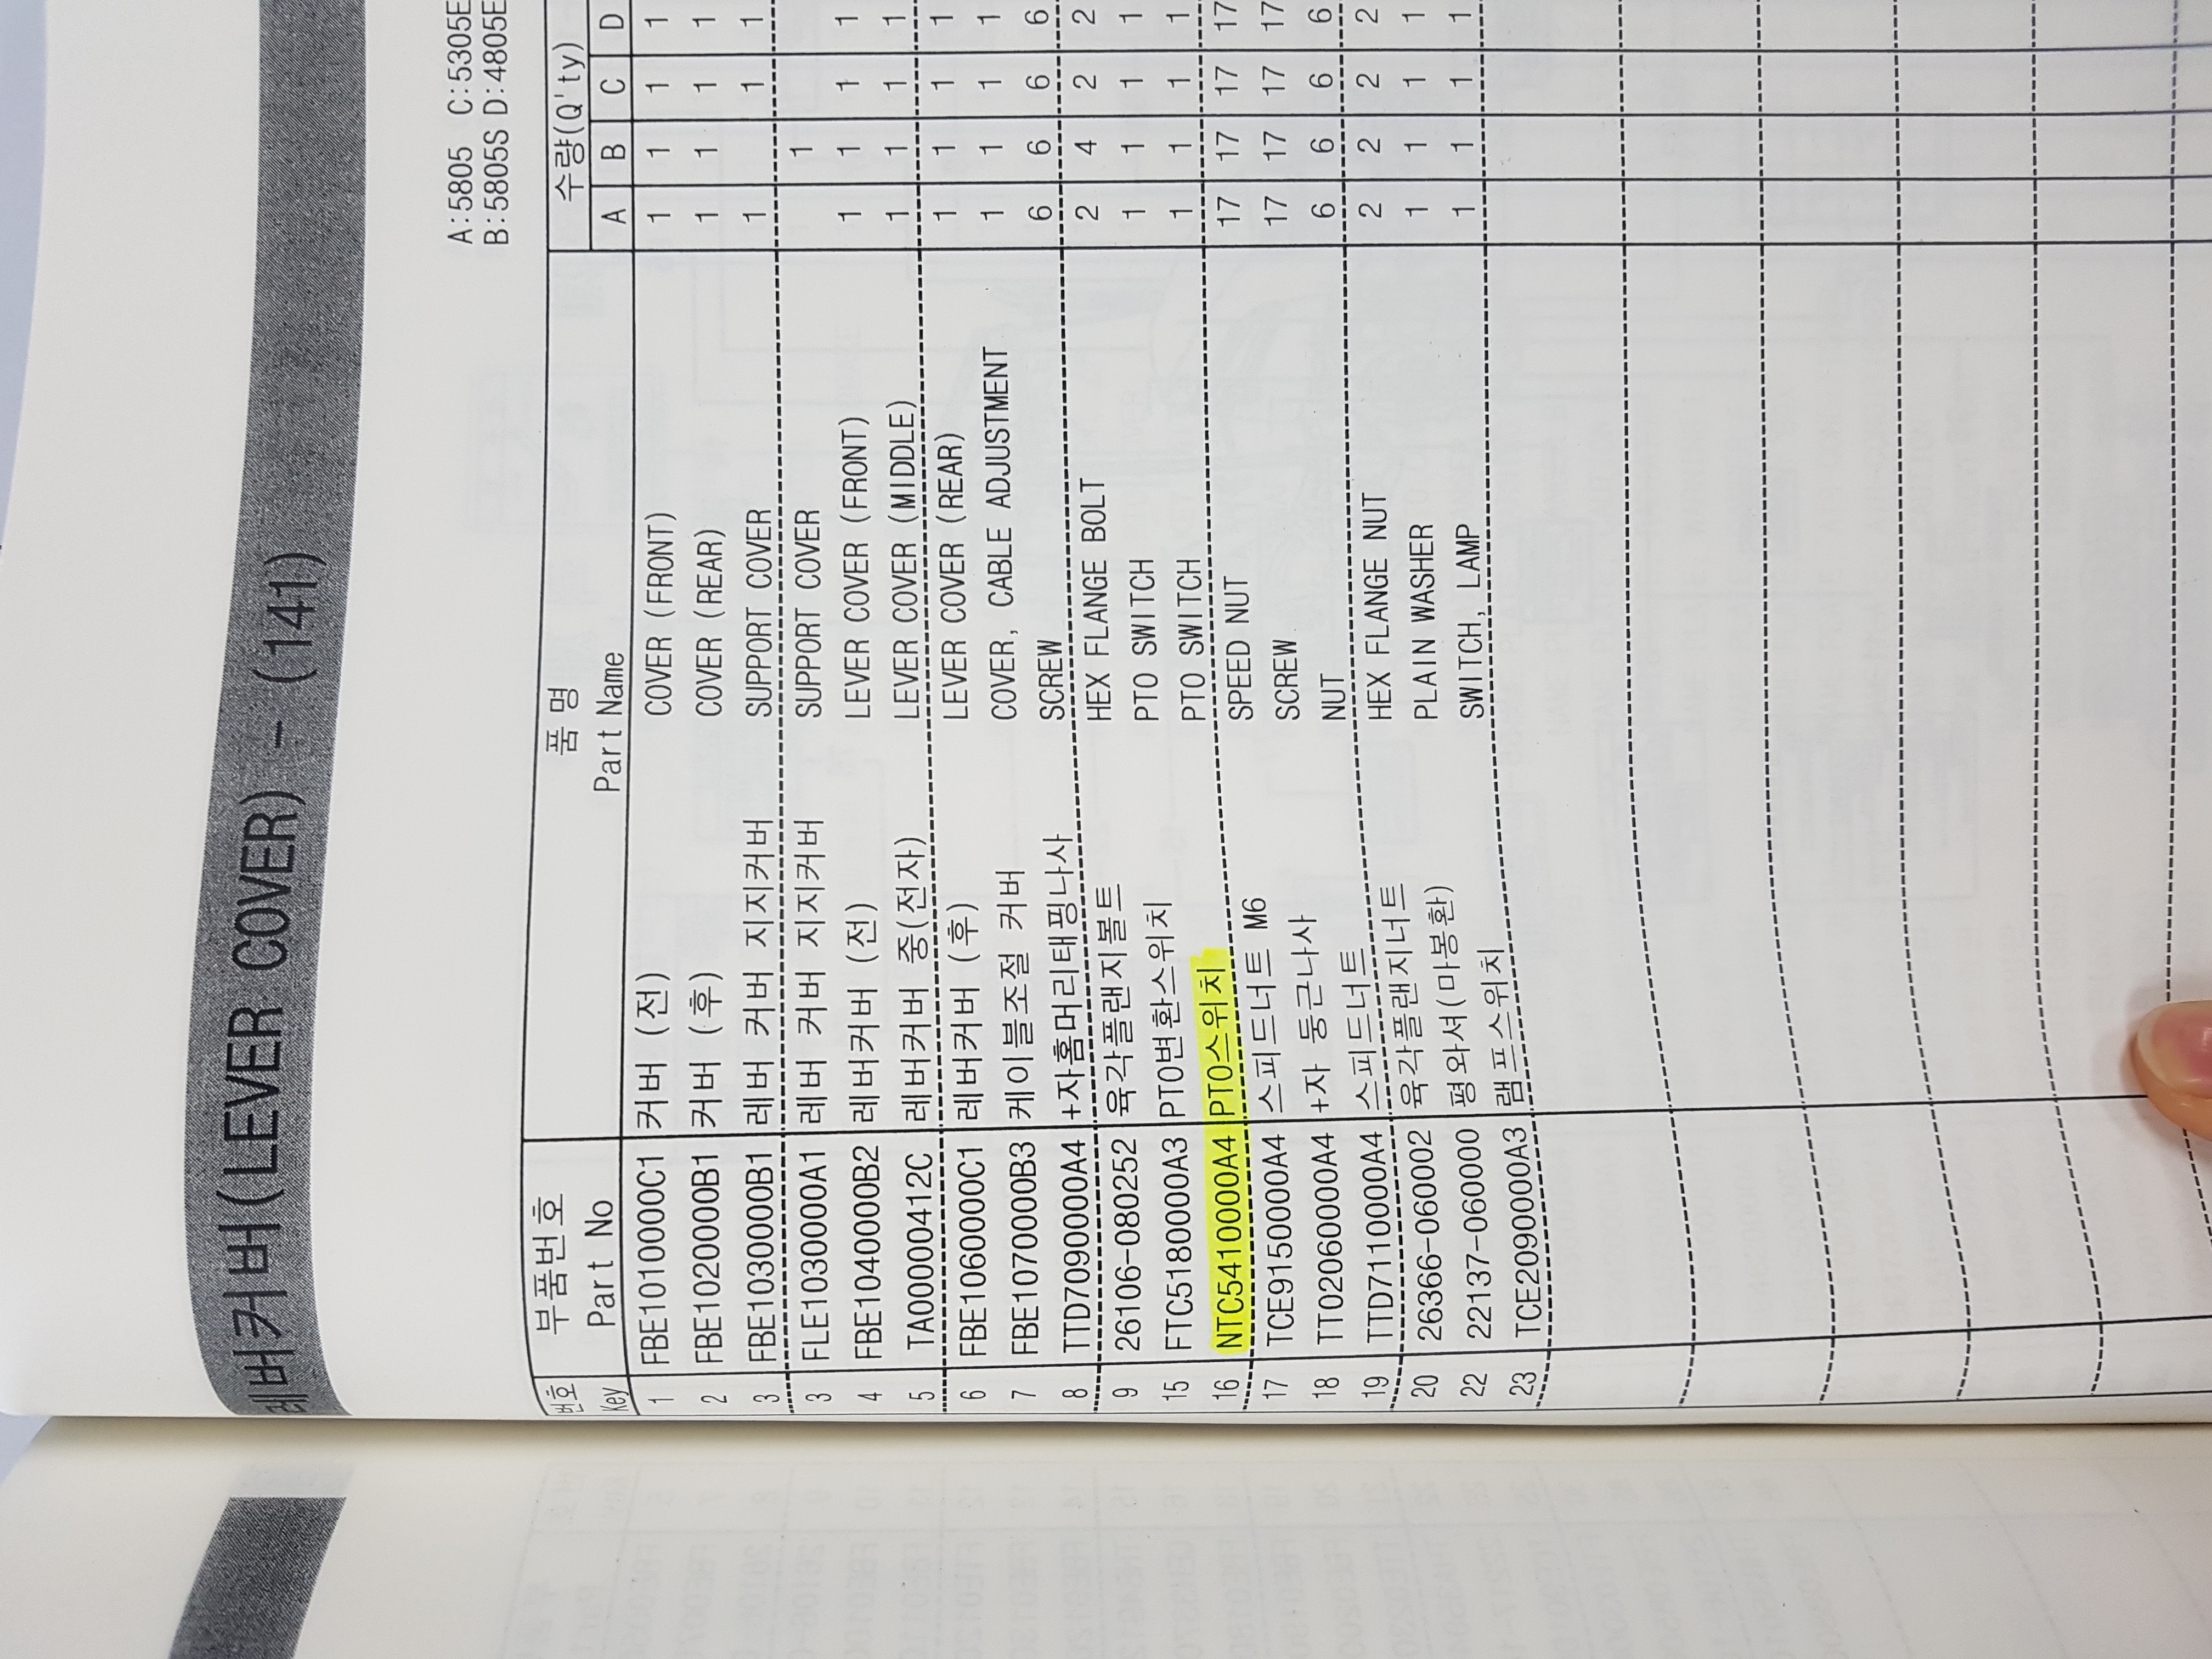 레버커버(LEVER COVER) - (141)
A:5805 C:5305E
B:5805S D:4805E
번호 부품번호 품 명 수량(Q'ty)
Key Part No Part Name A B C D
1 FBE1010000C1 커버 (전) COVER (FRONT) 1 1 1 1
2 FBE1020000B1 커버 (후) COVER (REAR) 1 1 1 1
3 FBE1030000B1 레버 커버 지지커버 SUPPORT COVER 1 1 1
3 FLE1030000A1 레버 커버 지지커버 SUPPORT COVER 1
4 FBE1040000B2 레버커버 (전) LEVER COVER (FRONT) 1 1 1 1
5 TA00000412C 레버커버 중(전자) LEVER COVER (MIDDLE) 1 1 1 1
6 FBE1060000C1 레버커버 (후) LEVER COVER (REAR) 1 1 1 1
7 FBE1070000B3 케이블조절 커버 COVER, CABLE ADJUSTMENT 1 1 1 1
8 TTD7090000A4 +자홈머리태핑나사 SCREW 6 6 6 6
9 26106-080252 육각플랜지볼트 HEX FLANGE BOLT 2 4 2 2
15 FTC5180000A3 PTO변환스위치 PTO SWITCH 1 1 1 1
16 NTC5410000A4 PTO스위치 PTO SWITCH 1 1 1 1
17 TCE9150000A4 스피드너트 M6 SPEED NUT 17 17 17 17
18 TT02060000A4 +자 둥근나사 SCREW 17 17 17 17
19 TTD7110000A4 스피드너트 NUT 6 6 6 6
20 26366-060002 육각플랜지너트 HEX FLANGE NUT 2 2 2 2
22 22137-060000 평와셔(마봉환) PLAIN WASHER 1 1 1 1
23 TCE2090000A3 램프스위치 SWITCH, LAMP 1 1 1 1